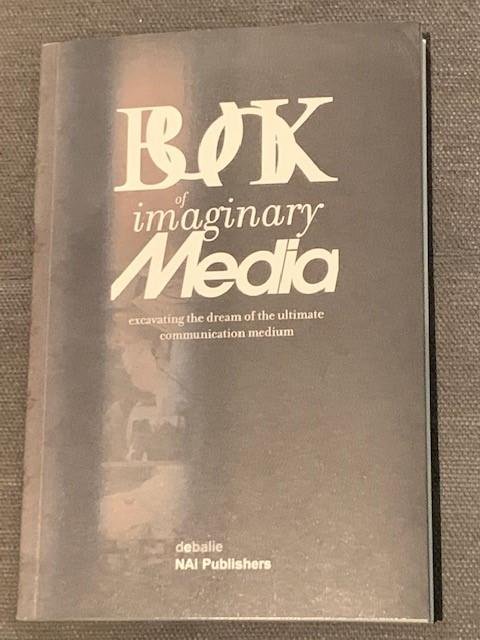 BOOK
of
imaginary
Media
excavating the dream of the ultimate
communication medium
debalie
NAi Publishers